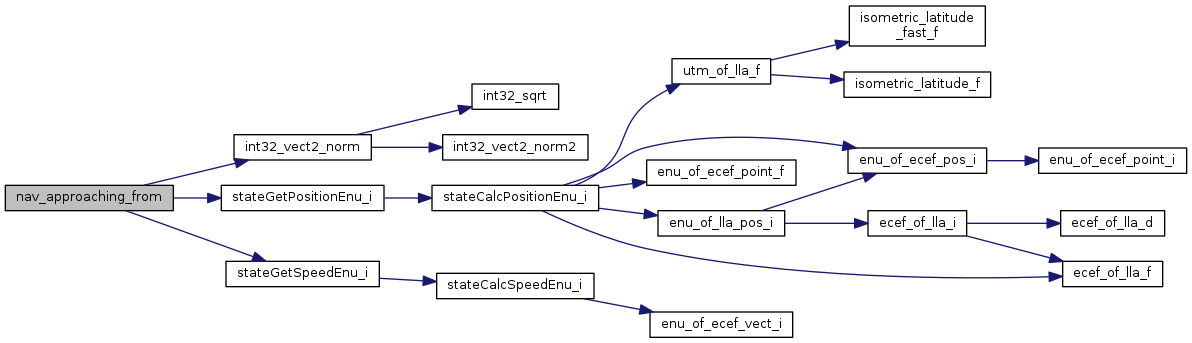 isometric_latitude
_fast_f
utm_of_lla_f
isometric_latitude_f
int32_sqrt
int32_vect2_norm
int32_vect2_norm2
enu_of_ecef_pos_i
enu_of_ecef_point_i
enu_of_ecef_point_f
nav_approaching_from
stateGetPositionEnu_i
stateCalcPositionEnu_i
enu_of_lla_pos_i
ecef_of_lla_i
ecef_of_lla_d
stateGetSpeedEnu_i
ecef_of_lla_f
stateCalcSpeedEnu_i
enu_of_ecef_vect_i